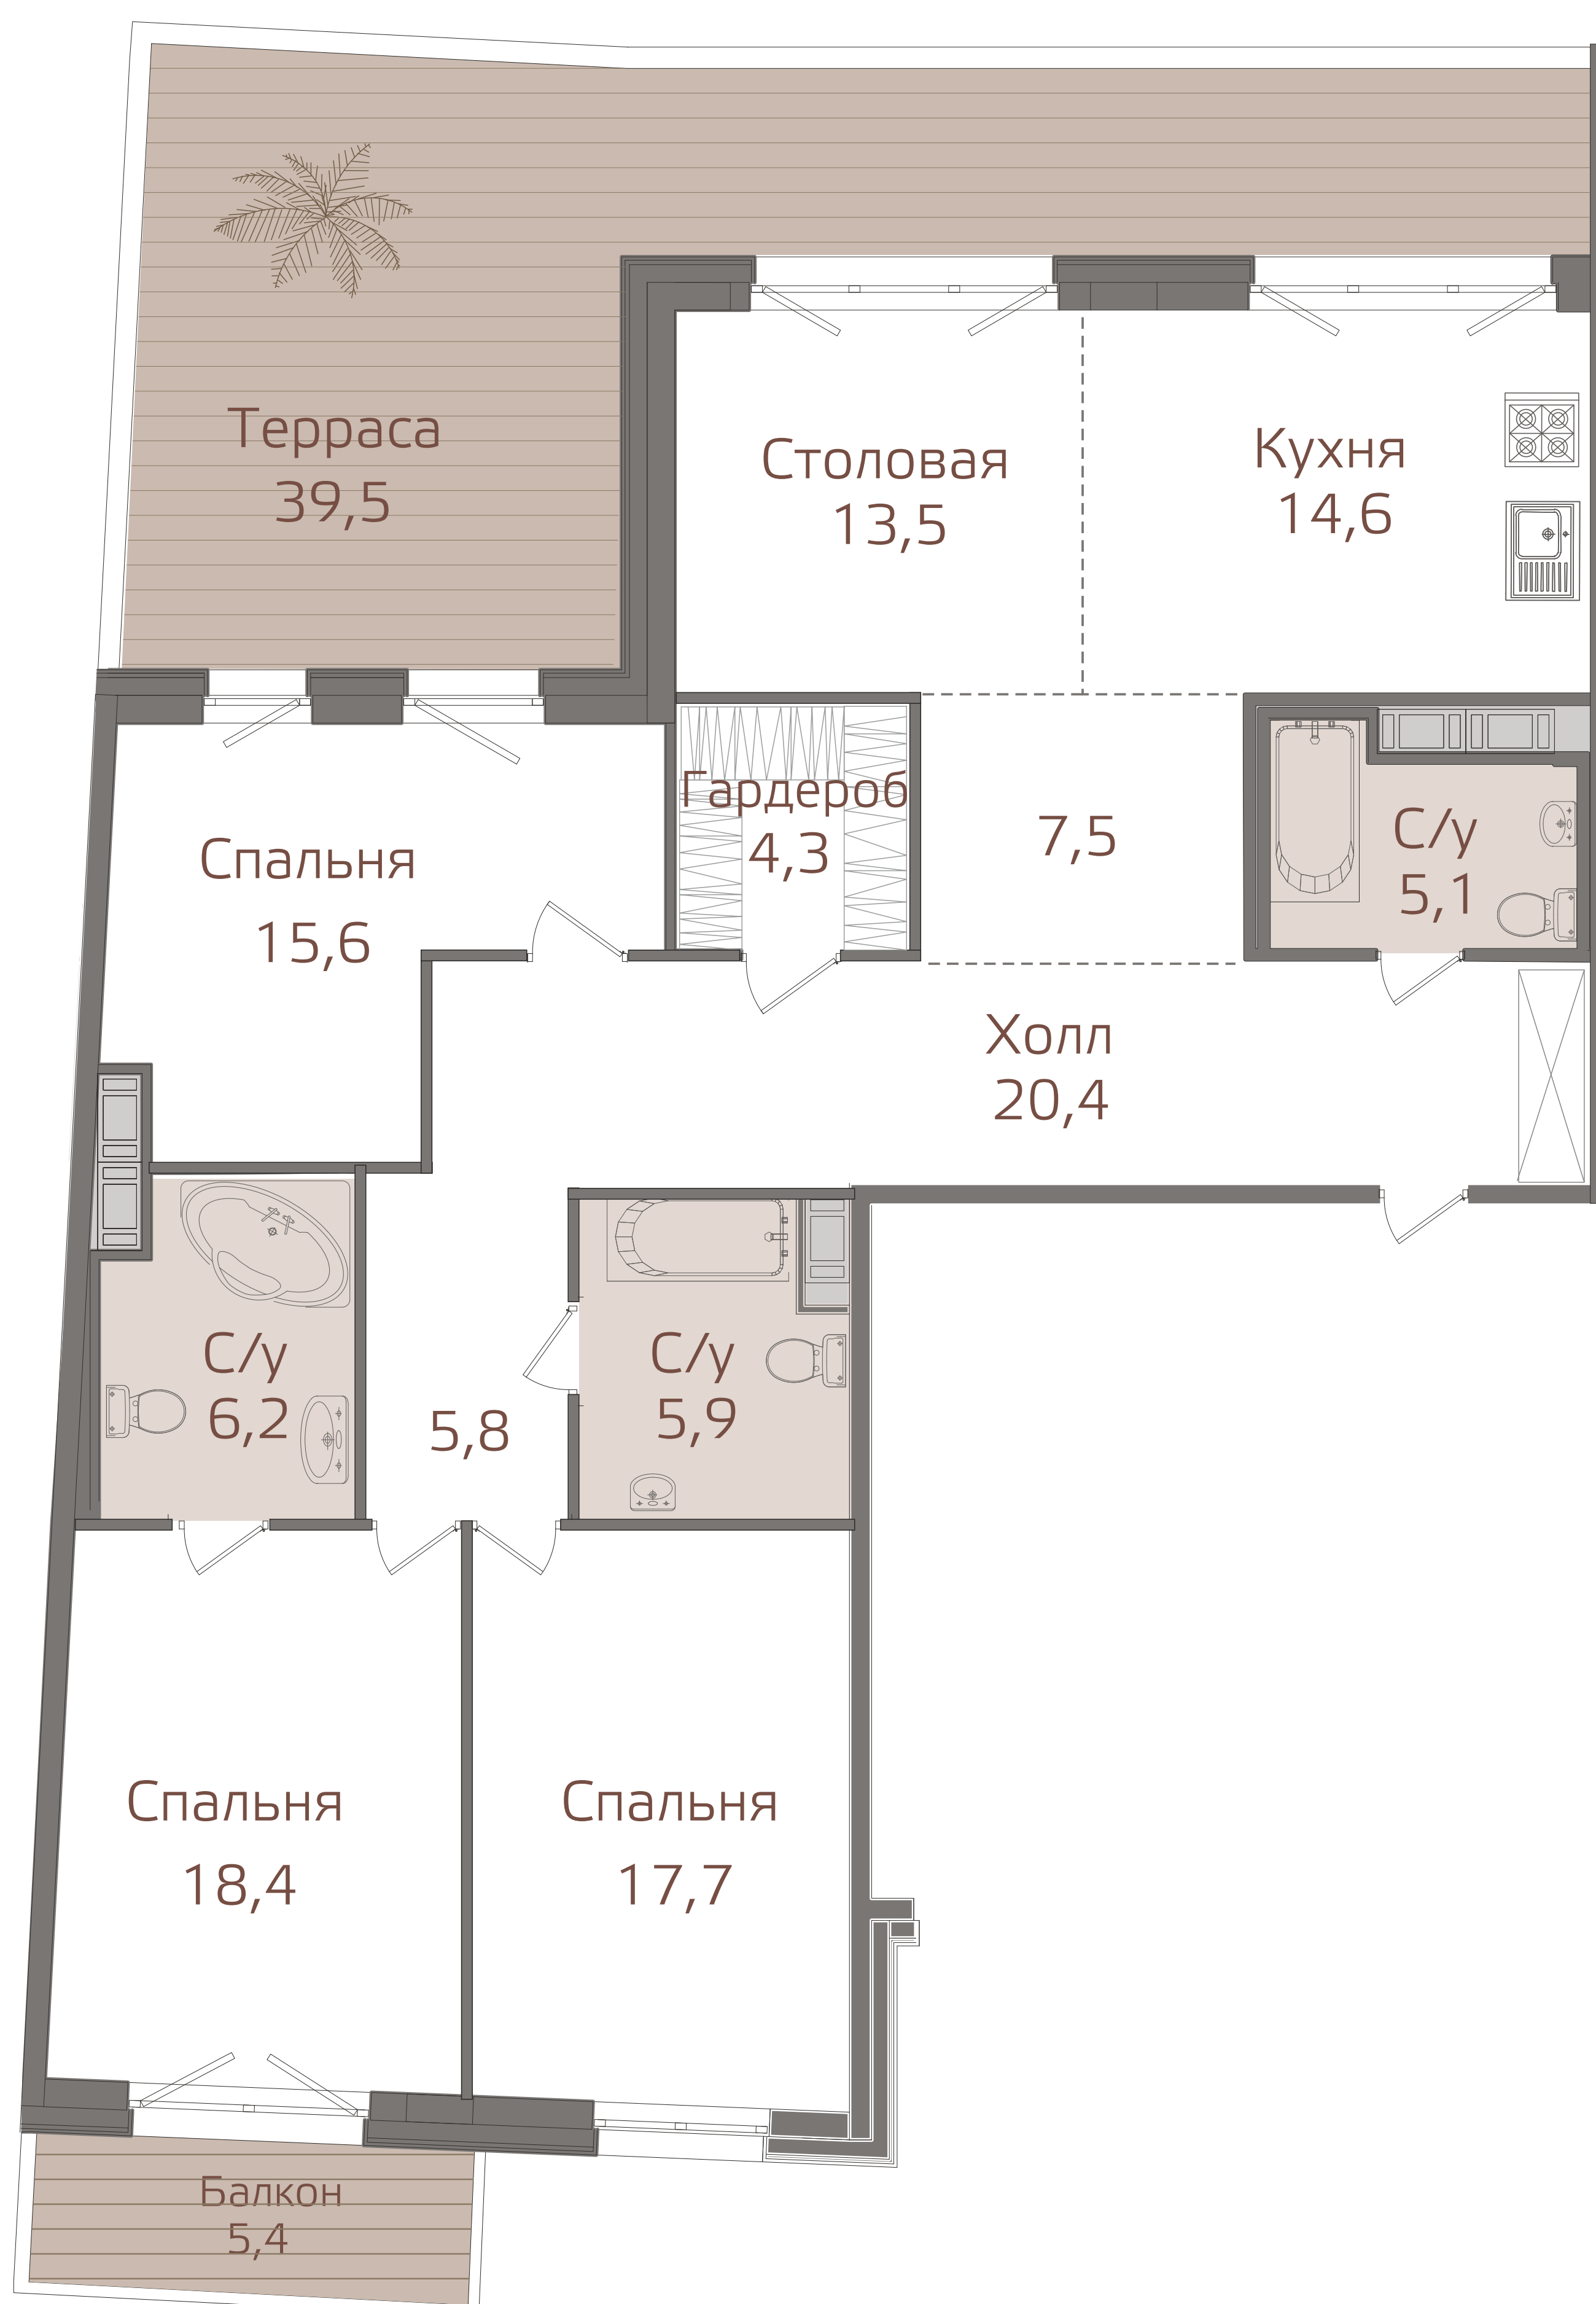 Терраса
39,5
Столовая
13,5
Кухня
14,6
Спальня
15,6
Гардероб
4,3
7,5
С/у
5,1
Холл
20,4
С/у
6,2
5,8
С/у
5,9
Спальня
18,4
Спальня
17,7
Балкон
5,4